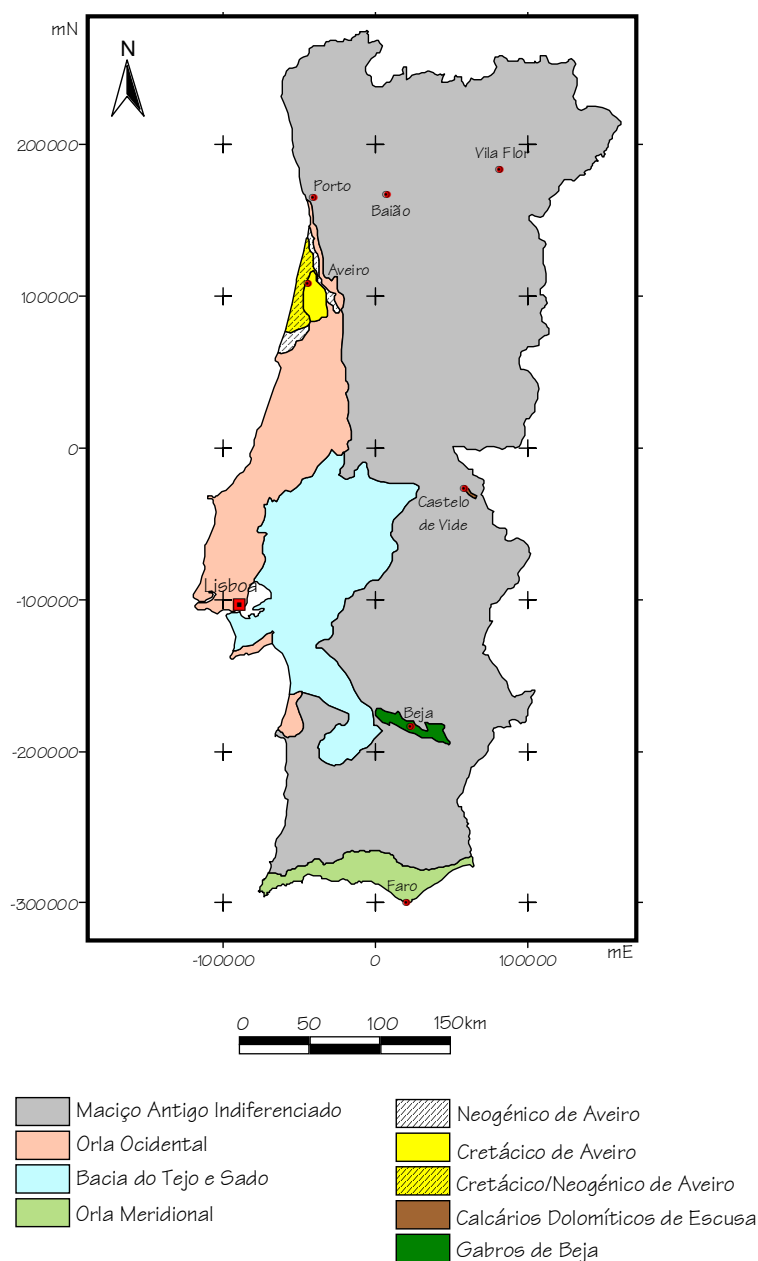 mN
N
200000
Vila Flor
Porto
Baião
Aveiro
100000
0
Castelo
de Vide
Lisboa
-100000
Beja
-200000
Faro
-300000
mE
-100000
0
100000
0
50
100
150km
Maciço Antigo Indiferenciado
Orla Ocidental
Bacia do Tejo e Sado
Orla Meridional
Neogénico de Aveiro
Cretácico de Aveiro
Cretácico/Neogénico de Aveiro
Calcários Dolomíticos de Escusa
Gabros de Beja